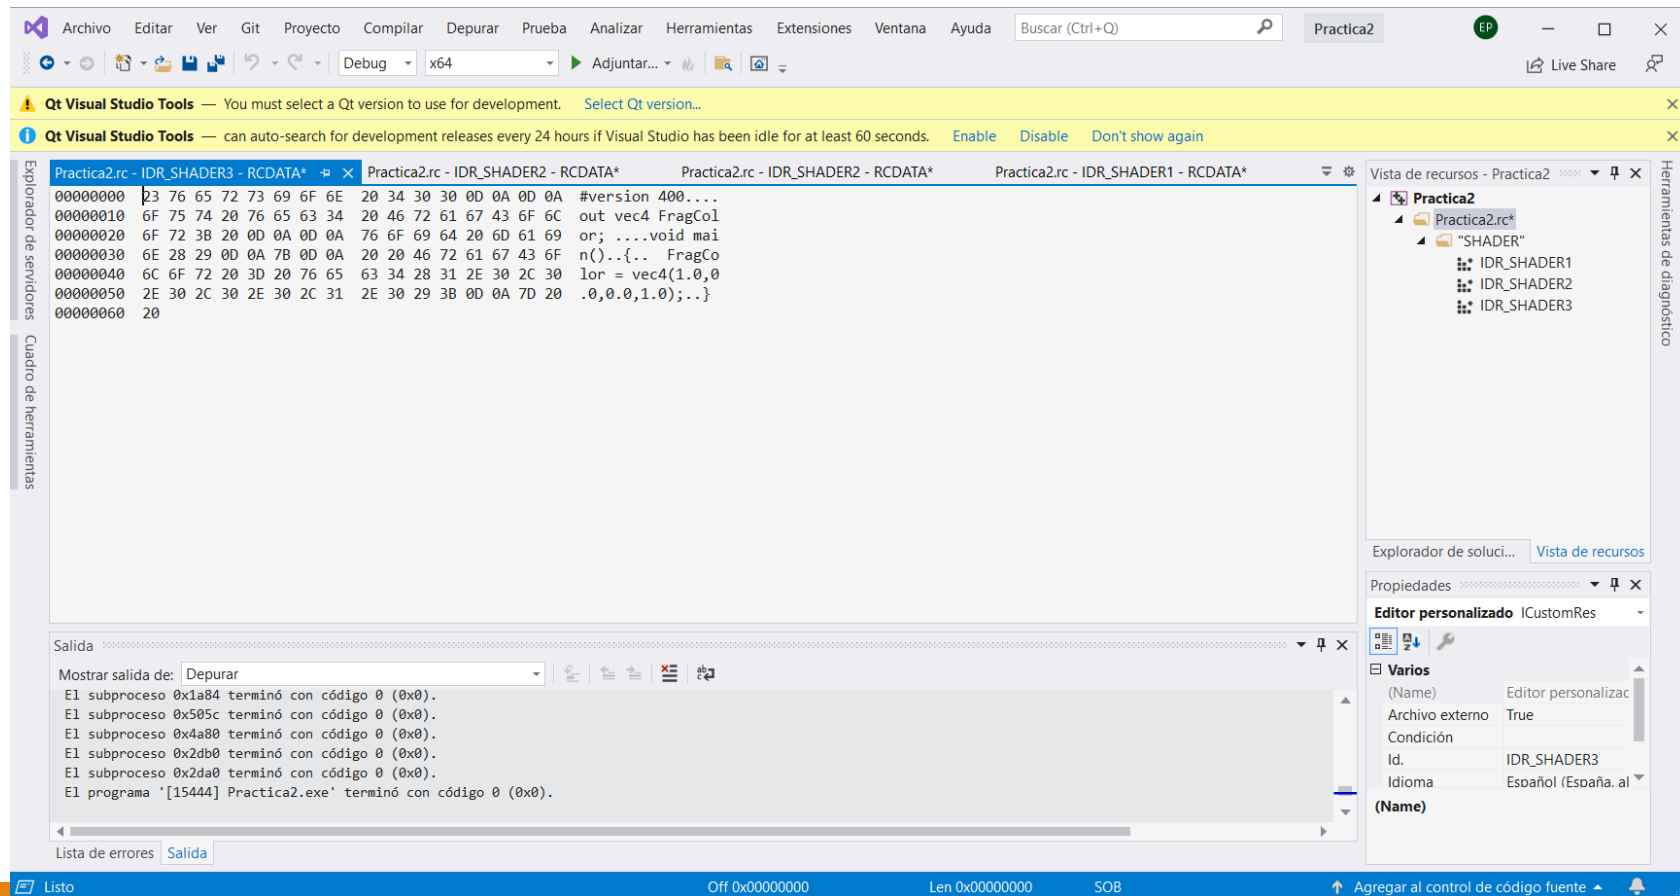 Archivo Editar Ver Git Proyecto Compilar Depurar Prueba Analizar Herramientas Extensiones Ventana Ayuda Buscar (Ctrl+Q) Practica2 EP
Debug x64 Adjuntar... Live Share
Qt Visual Studio Tools — You must select a Qt version to use for development. Select Qt version...
Qt Visual Studio Tools — can auto-search for development releases every 24 hours if Visual Studio has been idle for at least 60 seconds. Enable Disable Don't show again
Explorador de servidores
Cuadro de herramientas
Practica2.rc - IDR_SHADER3 - RCDATA* Practica2.rc - IDR_SHADER2 - RCDATA* Practica2.rc - IDR_SHADER2 - RCDATA* Practica2.rc - IDR_SHADER1 - RCDATA*
00000000 23 76 65 72 73 69 6F 6E 20 34 30 30 0D 0A 0D 0A #version 400....
00000010 6F 75 74 20 76 65 63 34 20 46 72 61 67 43 6F 6C out vec4 FragCol
00000020 6F 72 3B 20 0D 0A 0D 0A 76 6F 69 64 20 6D 61 69 or; ....void mai
00000030 6E 28 29 0D 0A 7B 0D 0A 20 20 46 72 61 67 43 6F n()..{.. FragCo
00000040 6C 6F 72 20 3D 20 76 65 63 34 28 31 2E 30 2C 30 lor = vec4(1.0,0
00000050 2E 30 2C 30 2E 30 2C 31 2E 30 29 3B 0D 0A 7D 20 .0,0.0,1.0);..}
00000060 20
Vista de recursos - Practica2
Practica2
Practica2.rc*
"SHADER"
IDR_SHADER1
IDR_SHADER2
IDR_SHADER3
Explorador de soluci... Vista de recursos
Herramientas de diagnóstico
Propiedades
Editor personalizado ICustomRes
Varios
(Name) Editor personalizac
Archivo externo True
Condición
Id. IDR_SHADER3
Idioma Español (España, al
(Name)
Salida
Mostrar salida de: Depurar
El subproceso 0x1a84 terminó con código 0 (0x0).
El subproceso 0x505c terminó con código 0 (0x0).
El subproceso 0x4a80 terminó con código 0 (0x0).
El subproceso 0x2db0 terminó con código 0 (0x0).
El subproceso 0x2da0 terminó con código 0 (0x0).
El programa '[15444] Practica2.exe' terminó con código 0 (0x0).
Lista de errores Salida
Listo Off 0x00000000 Len 0x00000000 SOB Agregar al control de código fuente